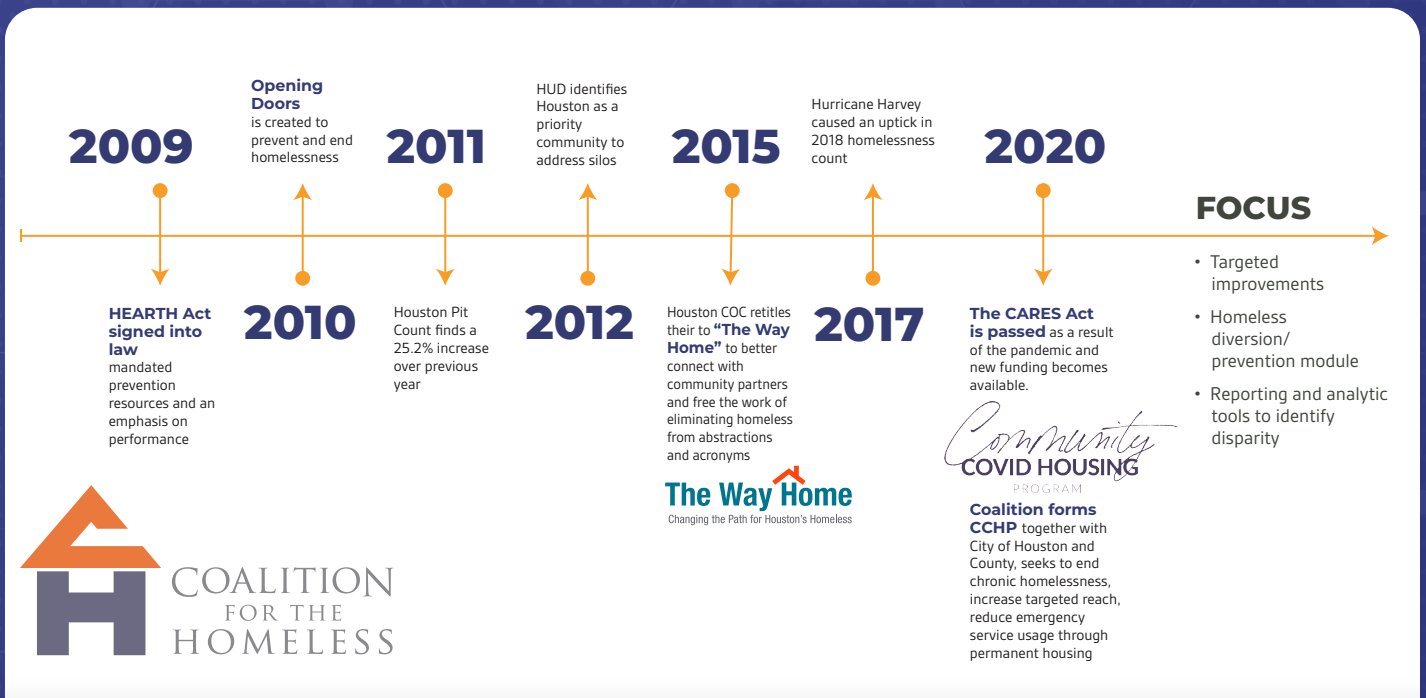 2009
HEARTH Act
signed into
law
mandated
prevention
resources and an
emphasis on
performance
Opening
Doors
is created to
prevent and end
homelessness
2010
2011
Houston Pit
Count finds a
25.2% increase
over previous
year
HUD identifies
Houston as a
priority
community to
address silos
2012
2015
Houston COC retitles
their to “The Way
Home” to better
connect with
community partners
and free the work of
eliminating homeless
from abstractions
and acronyms
The Way Home
Changing the Path for Houston's Homeless
Hurricane Harvey
caused an uptick in
2018 homelessness
count
2017
2020
The CARES Act
is passed as a result
of the pandemic and
new funding becomes
available.
Community
COVID HOUSING
PROGRAM
Coalition forms
CCHP together with
City of Houston and
County, seeks to end
chronic homelessness,
increase targeted reach,
reduce emergency
service usage through
permanent housing
FOCUS
• Targeted
improvements
• Homeless
diversion/
prevention module
• Reporting and analytic
tools to identify
disparity
COALITION
FOR THE
HOMELESS